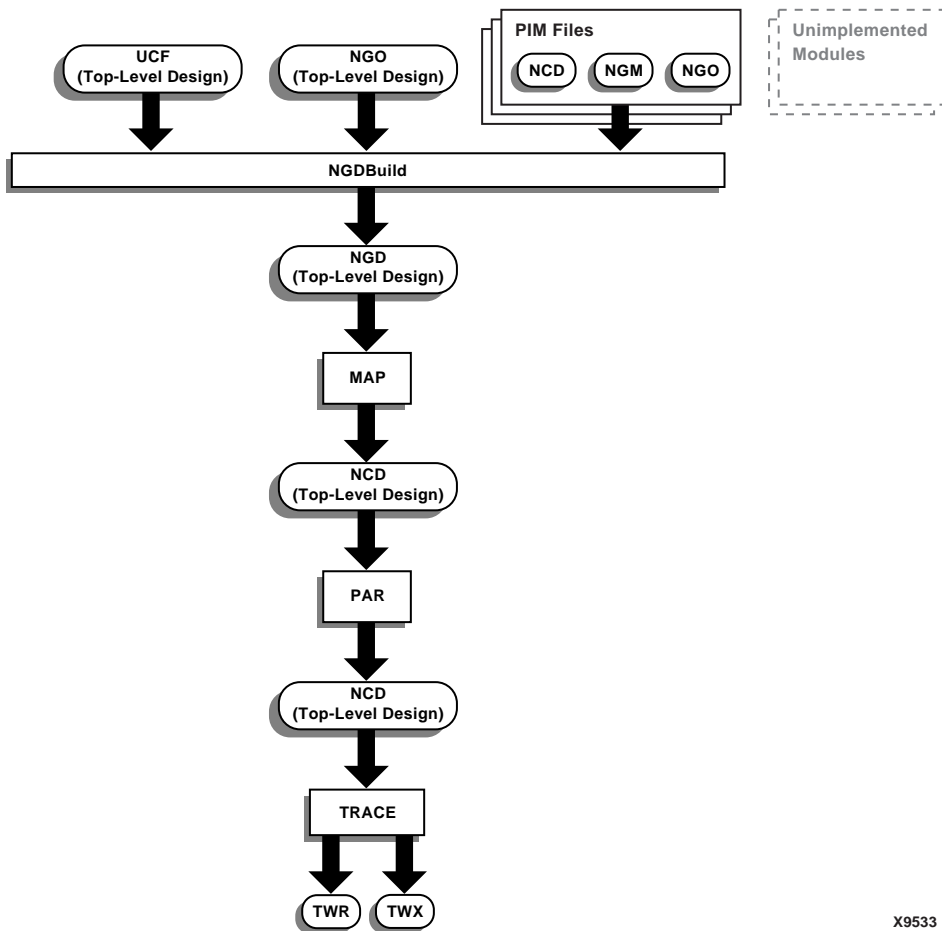 UCF
(Top-Level Design)
NGO
(Top-Level Design)
PIM Files
NCD
NGM
NGO
Unimplemented
Modules
NGDBuild
NGD
(Top-Level Design)
MAP
NCD
(Top-Level Design)
PAR
NCD
(Top-Level Design)
TRACE
TWR
TWX
X9533